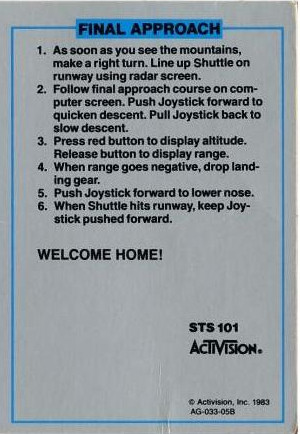 FINAL APPROACH
1. As soon as you see the mountains,
make a right turn. Line up Shuttle on
runway using radar screen.
2. Follow final approach course on com-
puter screen. Push Joystick forward to
quicken descent. Pull Joystick back to
slow descent.
3. Press red button to display altitude.
Release button to display range.
4. When range goes negative, drop land-
ing gear.
5. Push Joystick forward to lower nose.
6. When Shuttle hits runway, keep Joy-
stick pushed forward.
WELCOME HOME!
STS 101
ACTIVISION®
© Activision, Inc. 1983
AG-033-05B